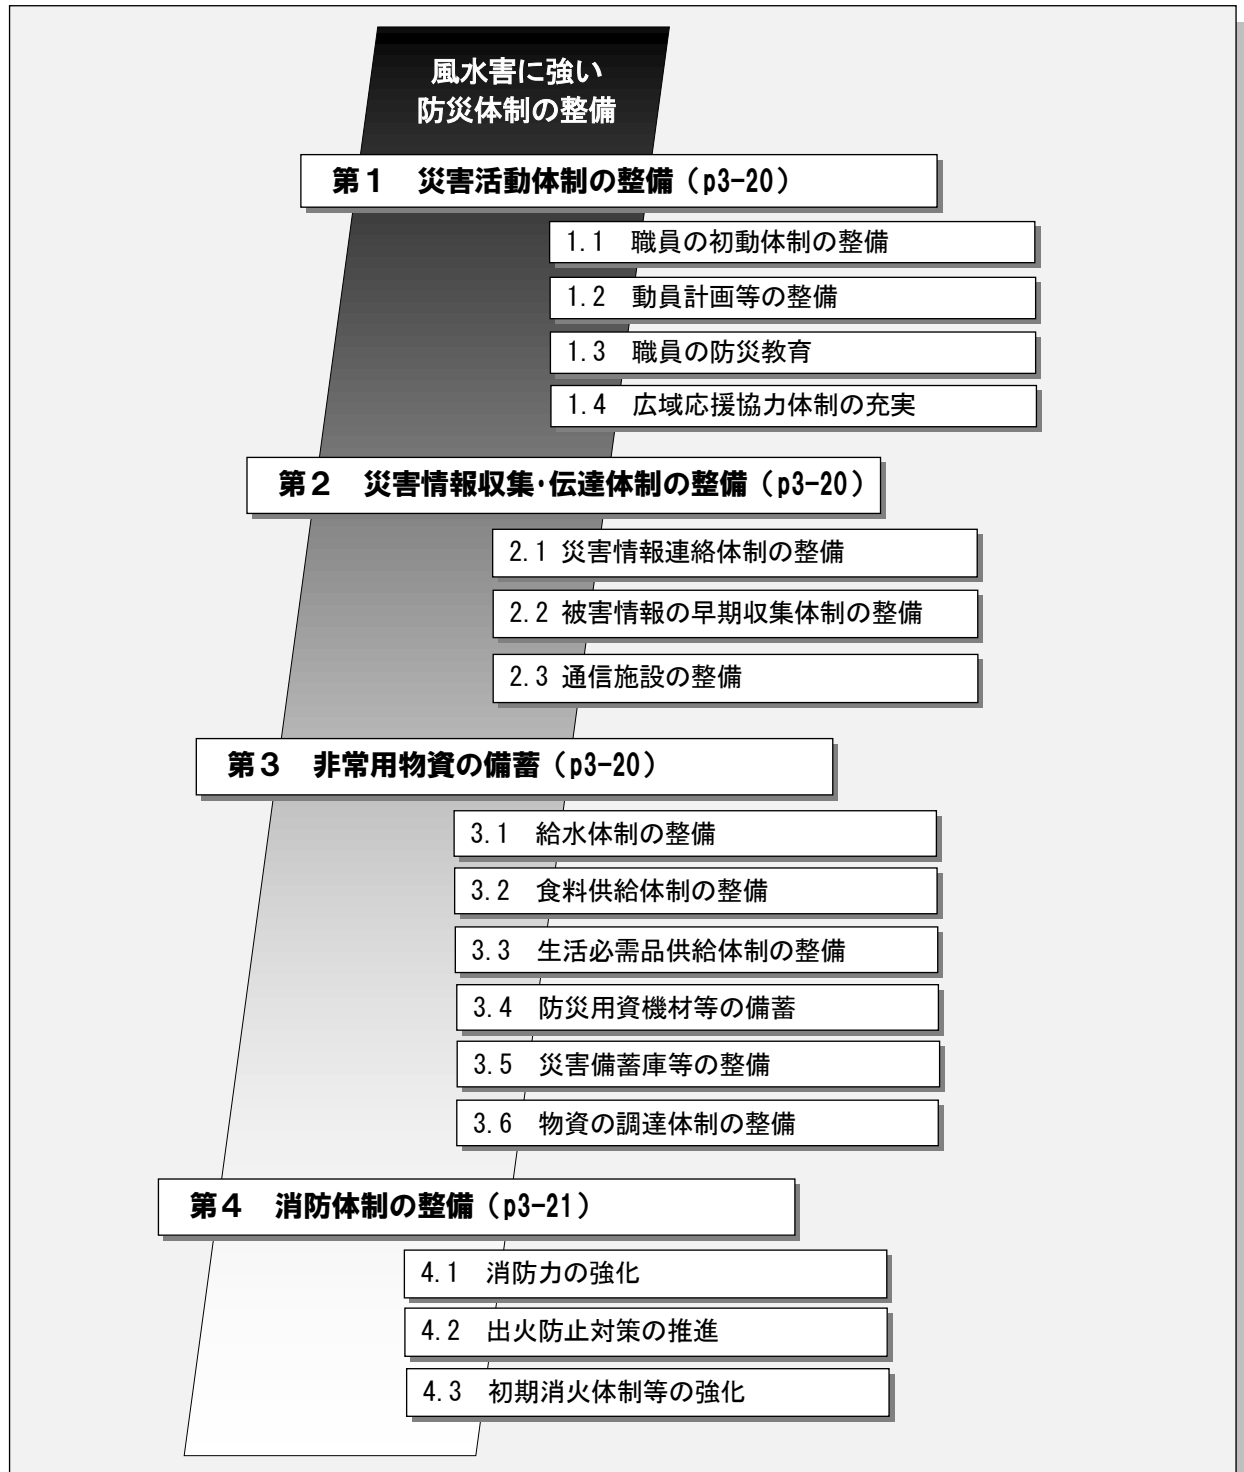 風水害に強い
防災体制の整備
第１　災害活動体制の整備（p3-20）
1.1　職員の初動体制の整備
1.2　動員計画等の整備
1.3　職員の防災教育
1.4　広域応援協力体制の充実
第２　災害情報収集･伝達体制の整備（p3-20）
2.1 災害情報連絡体制の整備
2.2 被害情報の早期収集体制の整備
2.3 通信施設の整備
第３　非常用物資の備蓄（p3-20）
3.1　給水体制の整備
3.2　食料供給体制の整備
3.3　生活必需品供給体制の整備
3.4　防災用資機材等の備蓄
3.5　災害備蓄庫等の整備
3.6　物資の調達体制の整備
第４　消防体制の整備（p3-21）
4.1　消防力の強化
4.2　出火防止対策の推進
4.3　初期消火体制等の強化